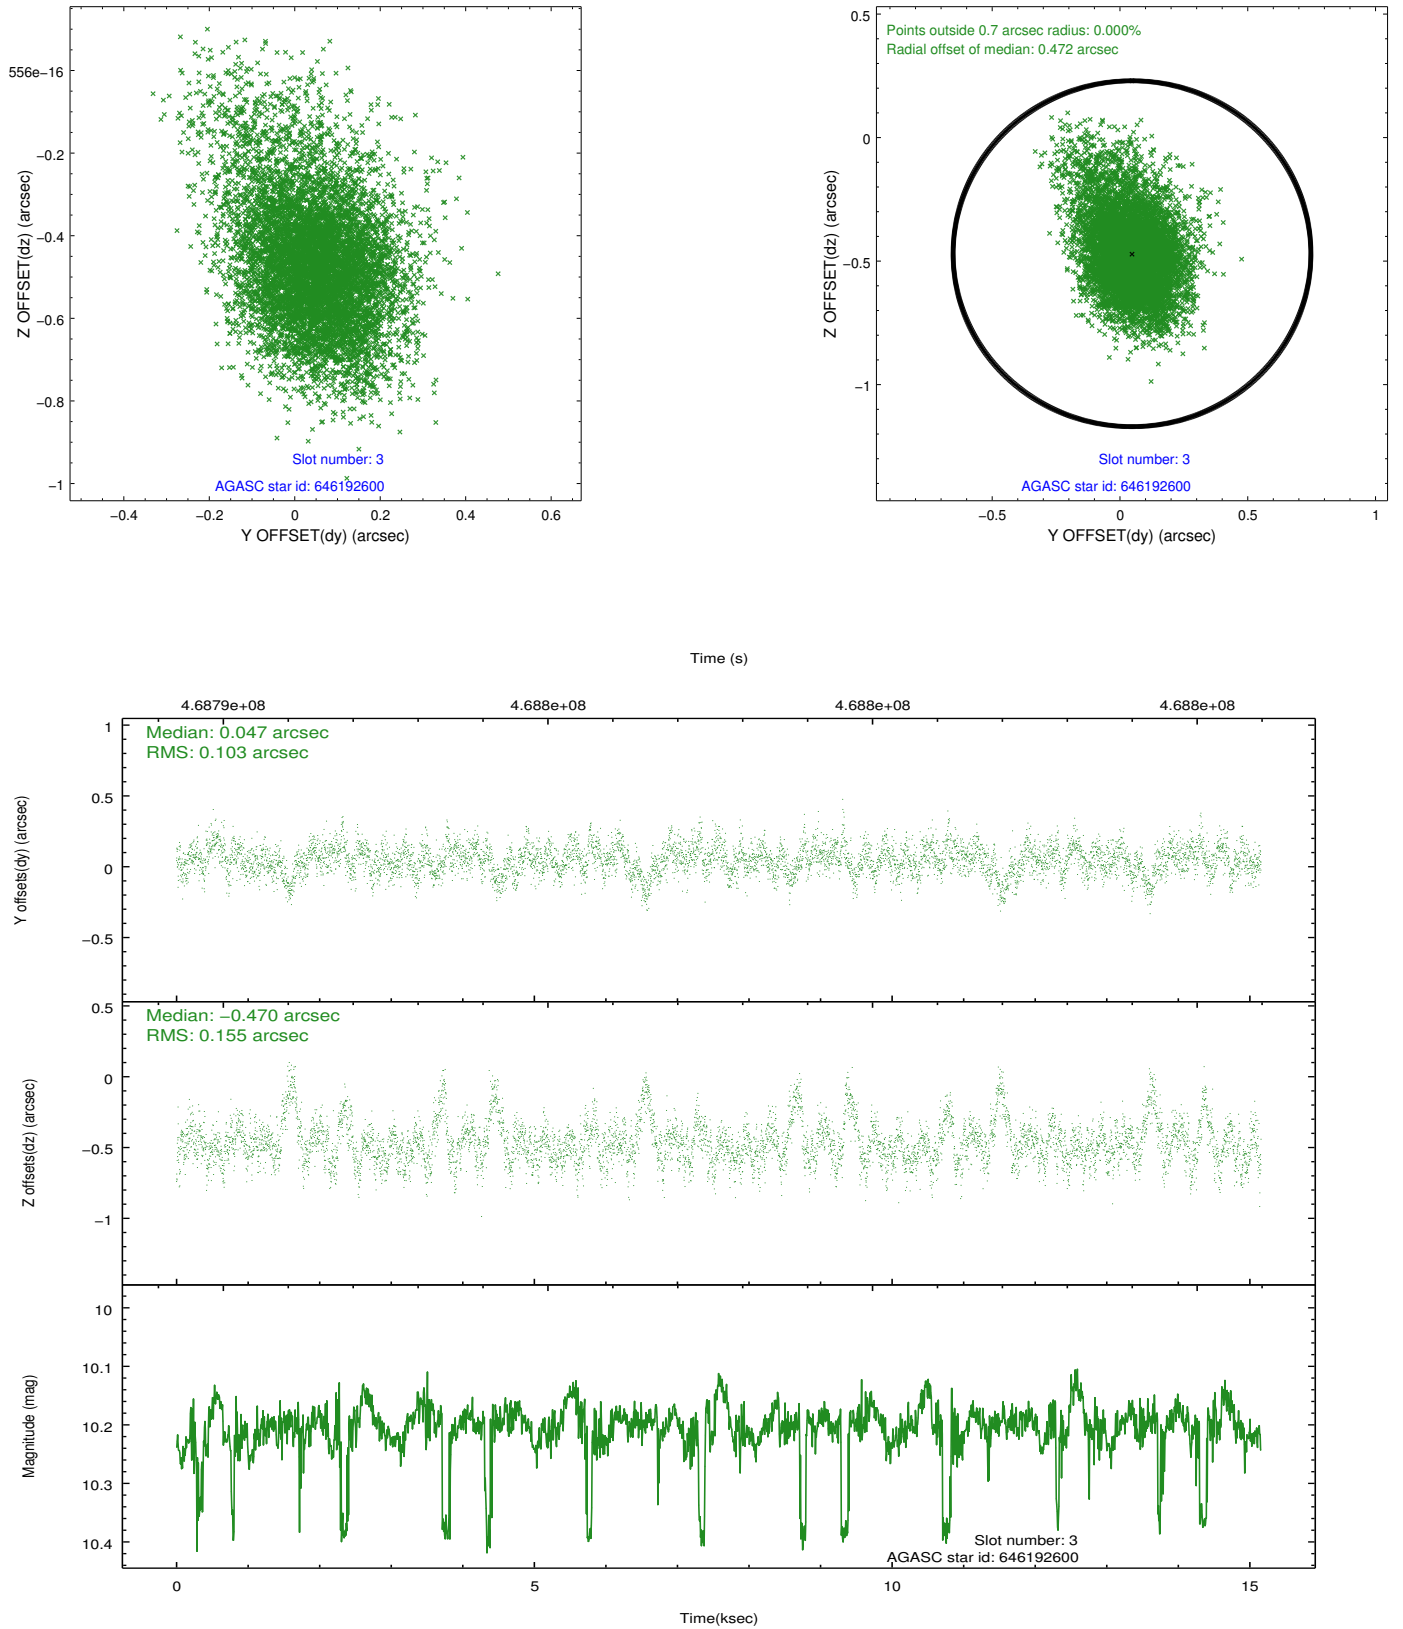 556e−16
−0.2
−0.4
−0.6
−0.8
−1
Z OFFSET(dz) (arcsec)
Slot number: 3
AGASC star id: 646192600
−0.4 −0.2 0 0.2 0.4 0.6
Y OFFSET(dy) (arcsec)
0.5
0
−0.5
−1
Z OFFSET(dz) (arcsec)
Points outside 0.7 arcsec radius: 0.000%
Radial offset of median: 0.472 arcsec
Slot number: 3
AGASC star id: 646192600
−0.5 0 0.5 1
Y OFFSET(dy) (arcsec)
Time (s)
4.6879e+08 4.688e+08 4.688e+08 4.688e+08
Median: 0.047 arcsec
RMS: 0.103 arcsec
1
0.5
0
−0.5
Y offsets(dy) (arcsec)
Median: −0.470 arcsec
RMS: 0.155 arcsec
0.5
0
−0.5
−1
Z offsets(dz) (arcsec)
10
10.1
10.2
10.3
10.4
Magnitude (mag)
Slot number: 3
AGASC star id: 646192600
0 5 10 15
Time(ksec)